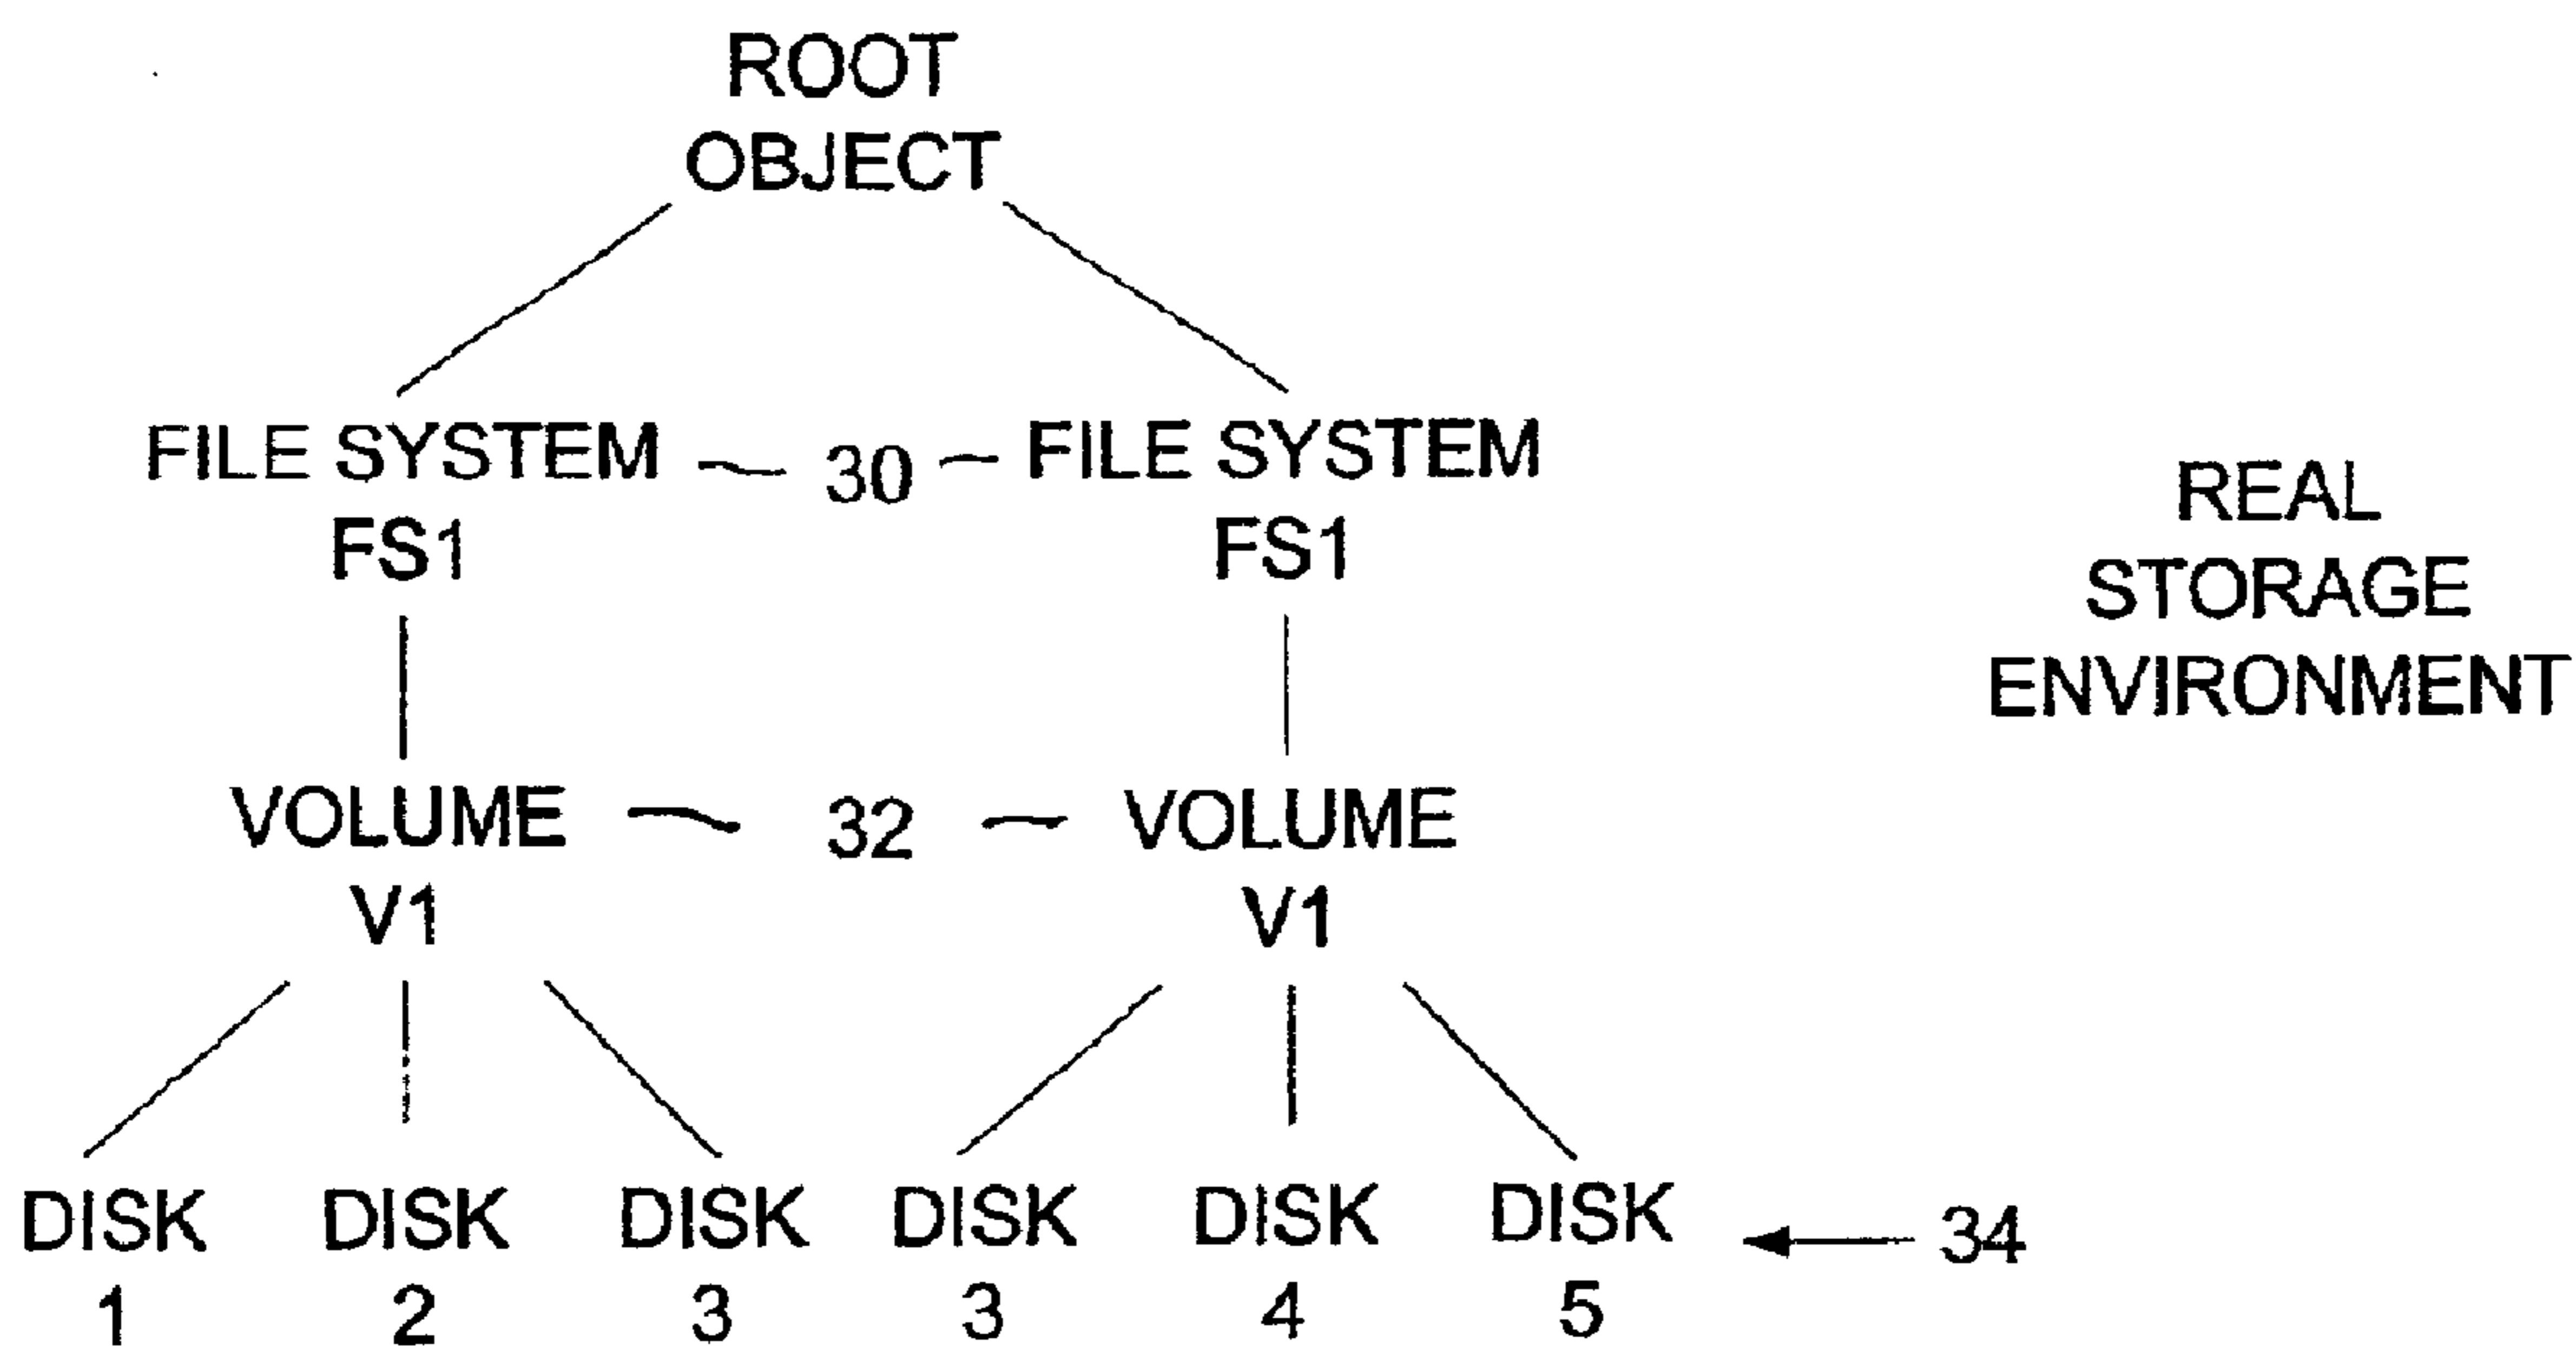 ROOT
OBJECT
FILE SYSTEM 30 FILE SYSTEM
FS1 FS1
REAL
STORAGE
ENVIRONMENT
VOLUME 32 VOLUME
V1 V1
DISK DISK DISK DISK DISK DISK 34
1 2 3 3 4 5